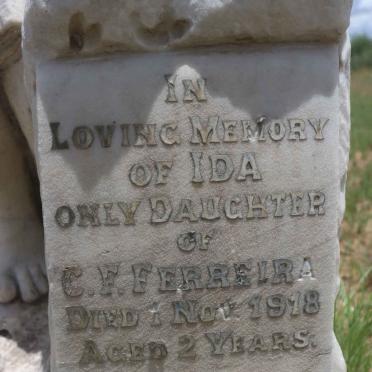 IN
LOVING MEMORY
OF IDA
ONLY DAUGHTER
OF
C. F. FERREIRA
DIED 1 NOV. 1918
AGED 2 YEARS.